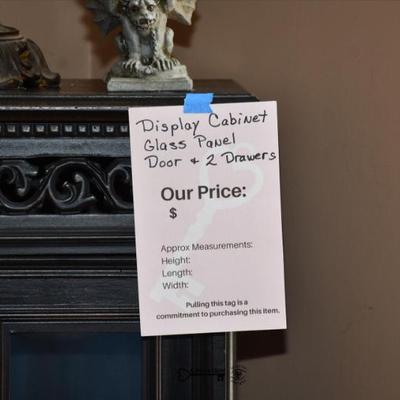 Display Cabinet
Glass Panel
Door + 2 Drawers
Our Price:
$
Approx Measurements:
Height:
Length:
Width:
Pulling this tag is a
commitment to purchasing this item.